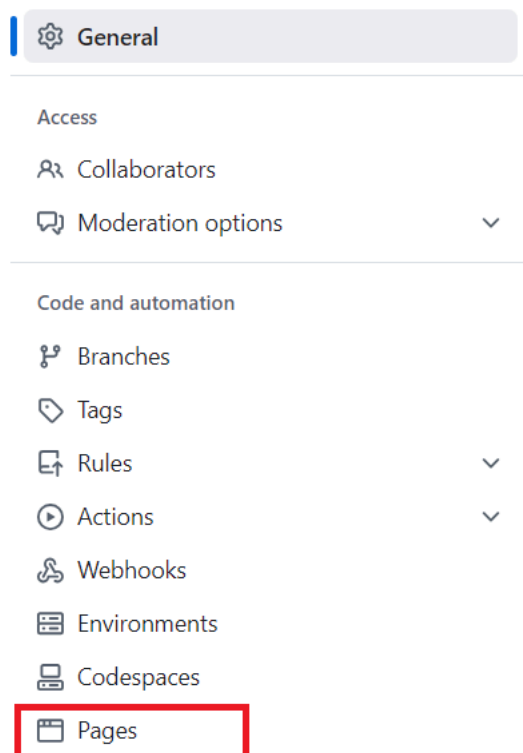 General
Access
Collaborators
Moderation options
Code and automation
Branches
Tags
Rules
Actions
Webhooks
Environments
Codespaces
Pages